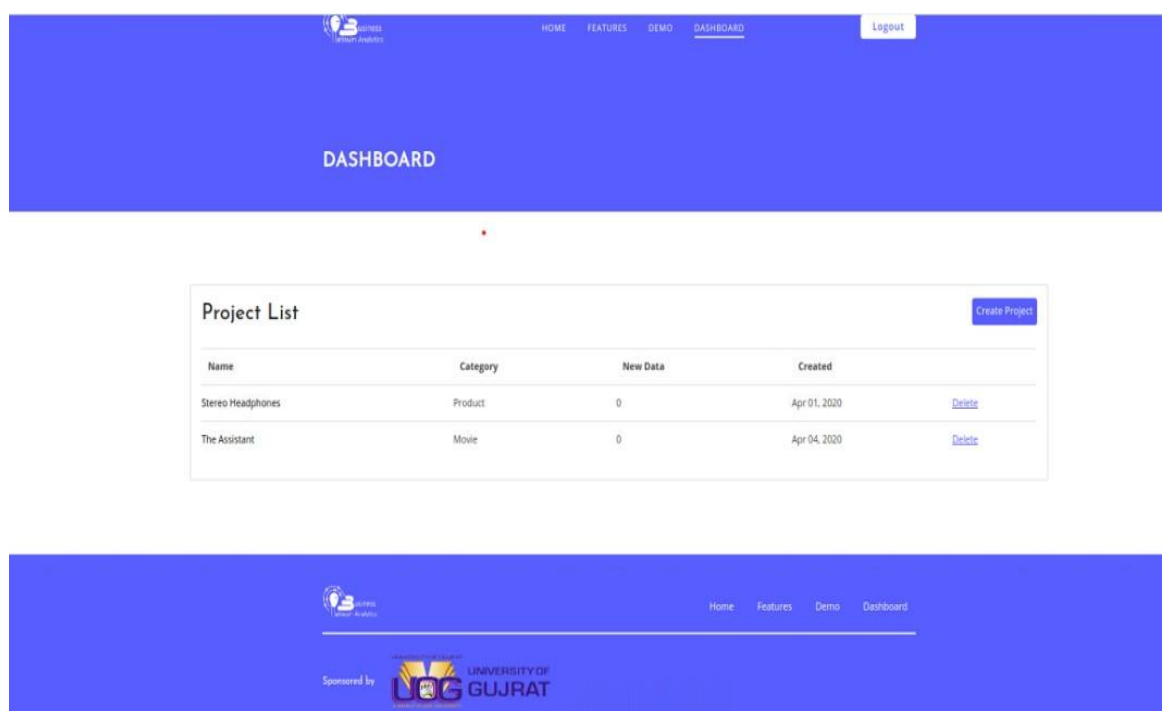 usiness
HOME FEATURES DEMO DASHBOARD Logout
DASHBOARD
Project List
Create Project
Name Category New Data Created
Stereo Headphones Product 0 Apr 01, 2020 Delete
The Assistant Movie 0 Apr 04, 2020 Delete
Home Features Demo Dashboard
Sponsored by
UOG
UNIVERSITY OF
GUJRAT